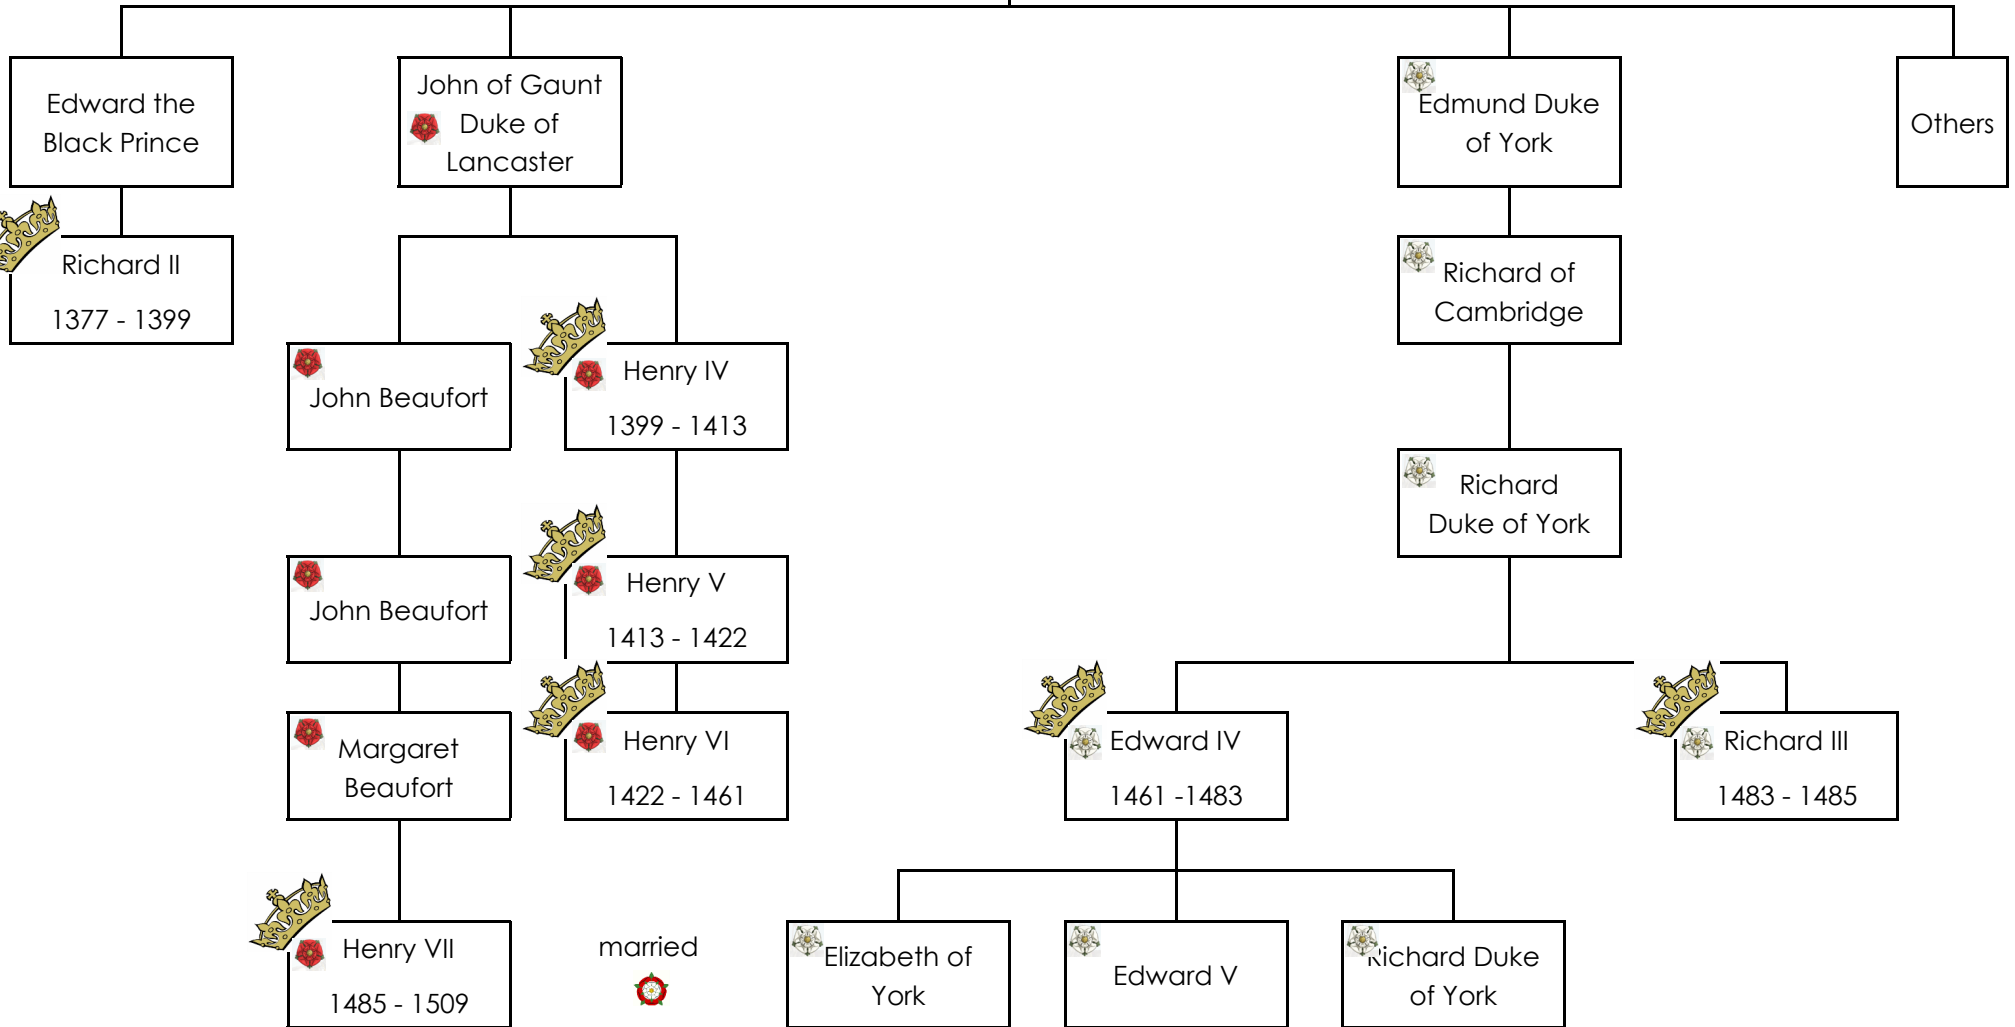 Edward the
Black Prince
John of Gaunt
Duke of
Lancaster
Edmund Duke
of York
Others
Richard II
1377 - 1399
Richard of
Cambridge
John Beaufort
Henry IV
1399 - 1413
Richard
Duke of York
John Beaufort
Henry V
1413 - 1422
Margaret
Beaufort
Henry VI
1422 - 1461
Edward IV
1461 -1483
Richard III
1483 - 1485
Henry VII
1485 - 1509
married
Elizabeth of
York
Edward V
Richard Duke
of York